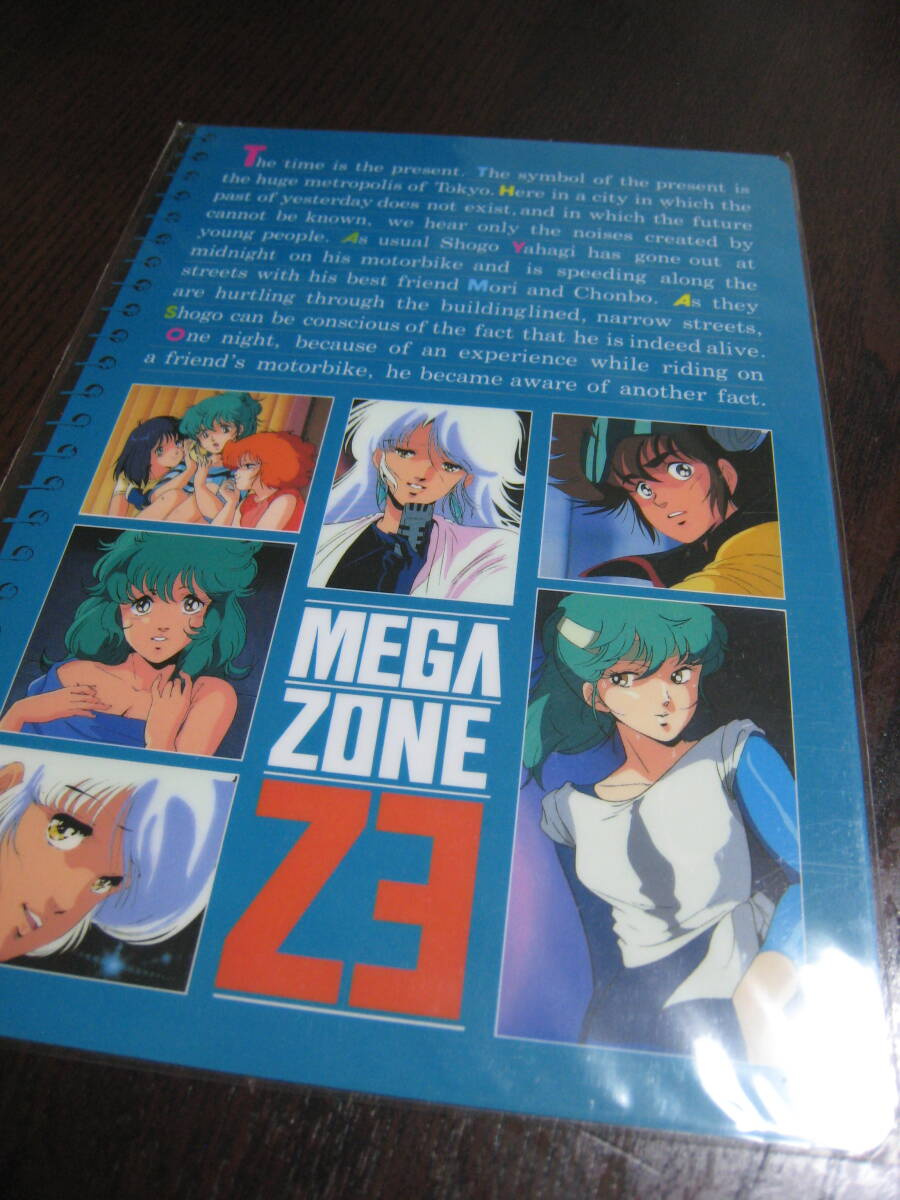 The time is the present. The symbol of the present is
the huge metropolis of Tokyo. Here in a city in which the
past of yesterday does not exist, and in which the future
cannot be known, we hear only the noises created by
young people. As usual Shogo Yahagi has gone out at
midnight on his motorbike and is speeding along the
streets with his best friend Mori and Chonbo. As they
are hurtling through the buildinglined, narrow streets,
Shogo can be conscious of the fact that he is indeed alive.
One night, because of an experience while riding on
a friend's motorbike, he became aware of another fact.
MEGA
ZONE
23